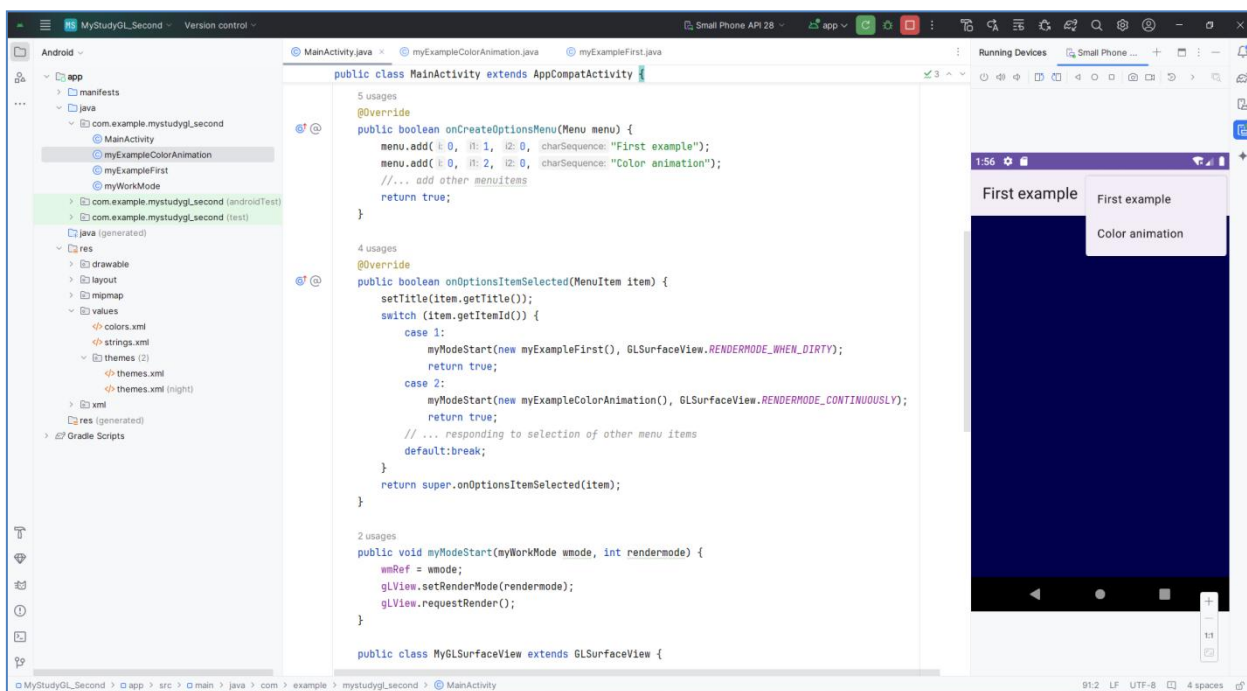 MS MyStudyGL_Second Version control Small Phone API 28 app
Android
MainActivity.java myExampleColorAnimation.java myExampleFirst.java
Running Devices Small Phone ...
app
manifests
java
com.example.mystudygl_second
MainActivity
myExampleColorAnimation
myExampleFirst
myWorkMode
com.example.mystudygl_second (androidTest)
com.example.mystudygl_second (test)
java (generated)
res
drawable
layout
mipmap
values
colors.xml
strings.xml
themes (2)
themes.xml
themes.xml (night)
xml
res (generated)
Gradle Scripts
public class MainActivity extends AppCompatActivity {
3
5 usages
@Override
public boolean onCreateOptionsMenu(Menu menu) {
menu.add( i: 0, i1: 1, i2: 0, charSequence: "First example");
menu.add( i: 0, i1: 2, i2: 0, charSequence: "Color animation");
//... add other menuitems
return true;
}
4 usages
@Override
public boolean onOptionsItemSelected(MenuItem item) {
setTitle(item.getTitle());
switch (item.getItemId()) {
case 1:
myModeStart(new myExampleFirst(), GLSurfaceView.RENDERMODE_WHEN_DIRTY);
return true;
case 2:
myModeStart(new myExampleColorAnimation(), GLSurfaceView.RENDERMODE_CONTINUOUSLY);
return true;
// ... responding to selection of other menu items
default:break;
}
return super.onOptionsItemSelected(item);
}
2 usages
public void myModeStart(myWorkMode wmode, int rendermode) {
wmRef = wmode;
gLView.setRenderMode(rendermode);
gLView.requestRender();
}
public class MyGLSurfaceView extends GLSurfaceView {
1:56
First example
First example
Color animation
1:1
MyStudyGL_Second > app > src > main > java > com > example > mystudygl_second > MainActivity
91:2 LF UTF-8 4 spaces